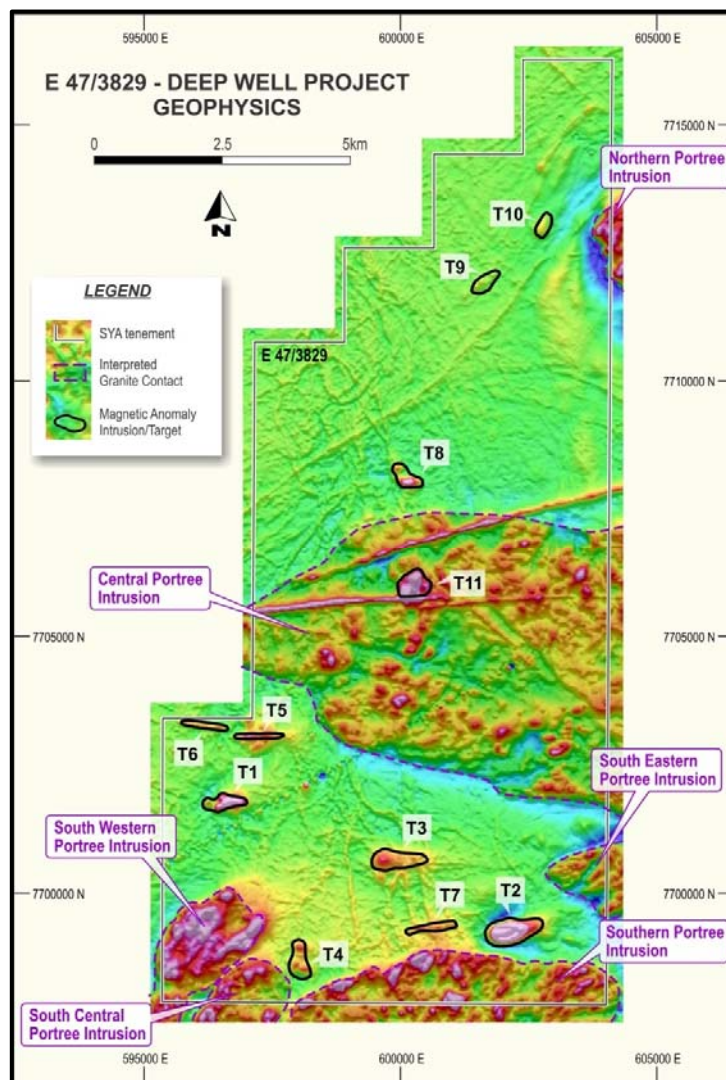 595000 E
600000 E
605000 E
E 47/3829 - DEEP WELL PROJECT
GEOPHYSICS
0
2.5
5km
N
7715000 N
Northern Portree
Intrusion
T10
T9
LEGEND
SYA tenement
Interpreted
Granite Contact
Magnetic Anomaly
Intrusion/Target
E 47/3829
7710000 N
7710000 N
T8
Central Portree
Intrusion
T11
7705000 N
7705000 N
T5
T6
T1
South Eastern
Portree Intrusion
South Western
Portree Intrusion
T3
T7
T2
7700000 N
7700000 N
Southern Portree
Intrusion
T4
South Central
Portree Intrusion
595000 E
600000 E
605000 E